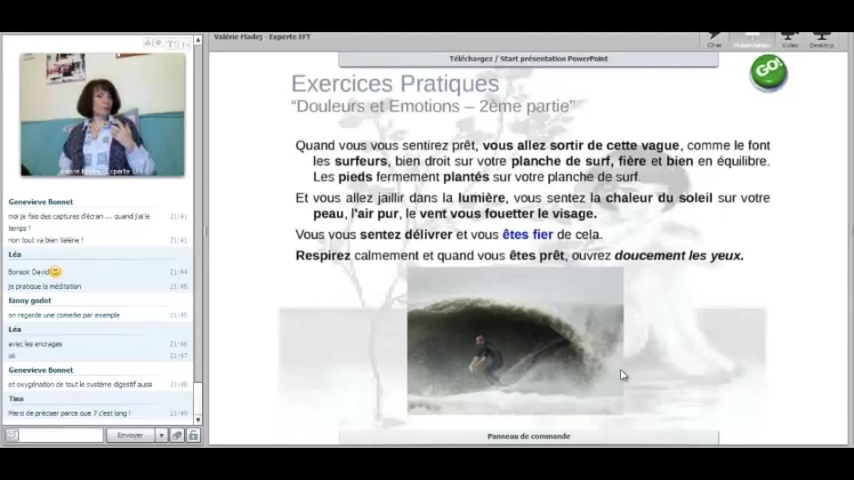 Valérie Madej - Experte EFT
Chat
Présentation
Video
Desktop
Téléchargez / Start présentation PowerPoint
GO!
Exercices Pratiques
"Douleurs et Emotions – 2ème partie"
Quand vous vous sentirez prêt, vous allez sortir de cette vague, comme le font
les surfeurs, bien droit sur votre planche de surf, fière et bien en équilibre.
Les pieds fermement plantés sur votre planche de surf.
Et vous allez jaillir dans la lumière, vous sentez la chaleur du soleil sur votre
peau, l'air pur, le vent vous fouetter le visage.
Vous vous sentez délivrer et vous êtes fier de cela.
Respirez calmement et quand vous êtes prêt, ouvrez doucement les yeux.
Panneau de commande
Genevieve Bonnet
moi je fais des captures d'écran ... quand j'ai le 21:41
temps !
non tout va bien Valérie ! 21:41
Léa
Bonsoir David 21:44
je pratique la méditation 21:45
fanny godot
on regarde une comedie par exemple 21:45
Léa
avec les encrages 21:46
ok 21:47
Genevieve Bonnet
et oxygénation de tout le système digestif aussi 21:48
Tina
Merci de préciser parce que 7 c'est long ! 21:49
Envoyer